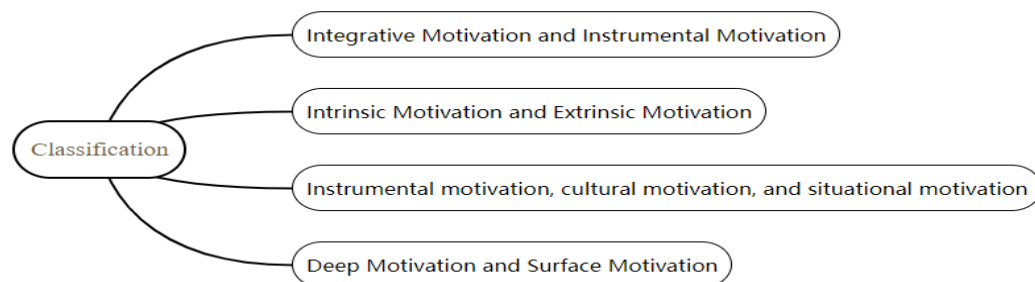 Integrative Motivation and Instrumental Motivation
Intrinsic Motivation and Extrinsic Motivation
Classification
Instrumental motivation, cultural motivation, and situational motivation
Deep Motivation and Surface Motivation